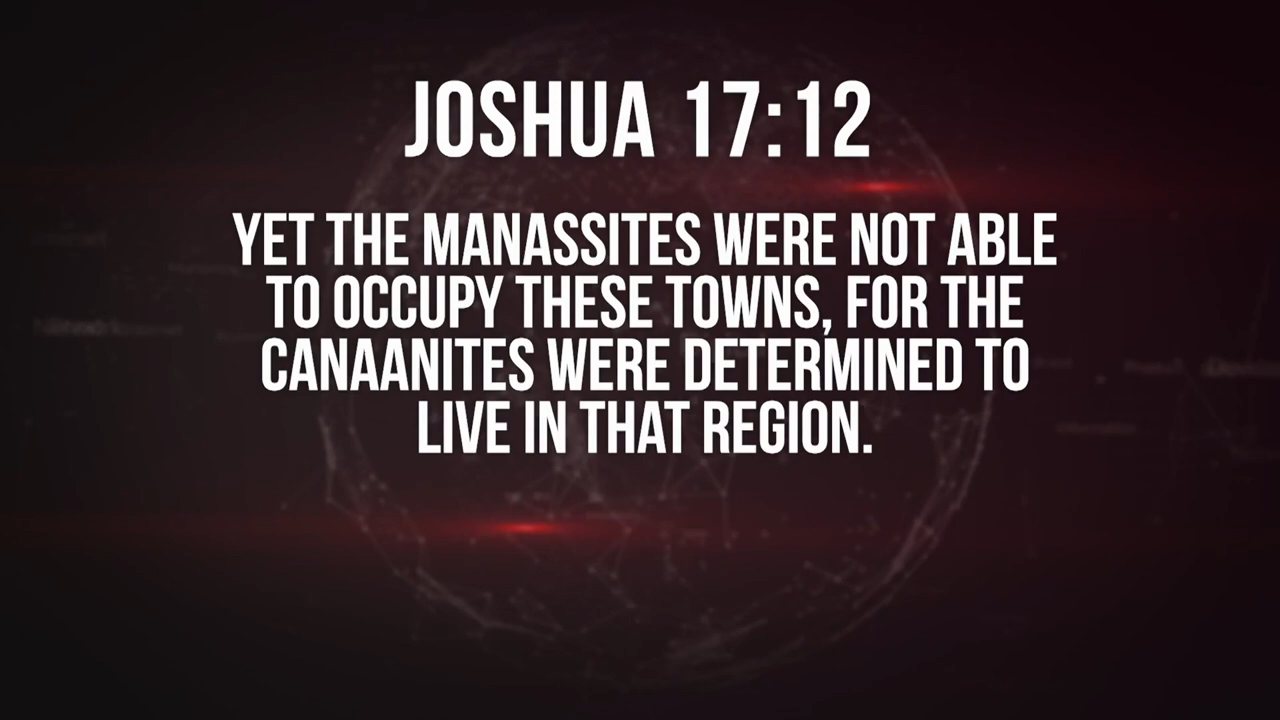 JOSHUA 17:12
YET THE MANASSITES WERE NOT ABLE
TO OCCUPY THESE TOWNS, FOR THE
CANAANITES WERE DETERMINED TO
LIVE IN THAT REGION.